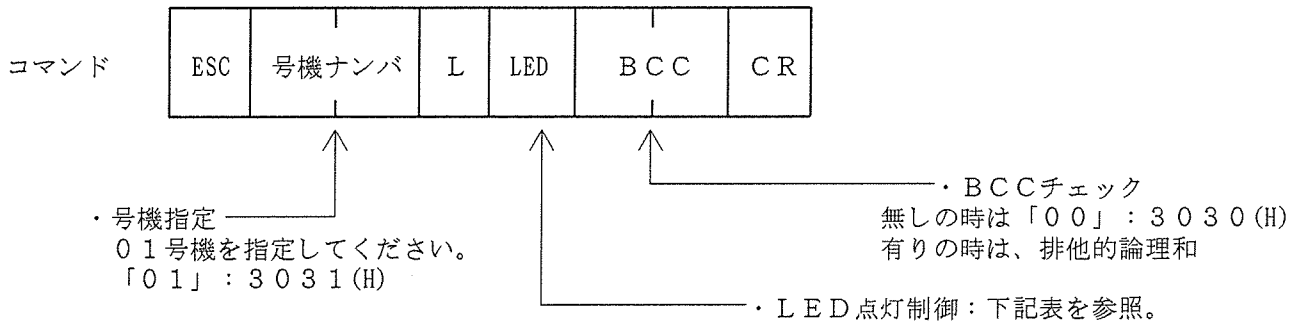 コマンド ESC 号機ナンバ L LED BCC CR
・号機指定
01号機を指定してください。
「01」:3031(H)
・BCCチェック
無しの時は「00」:3030(H)
有りの時は、排他的論理和
・LED点灯制御:下記表を参照。